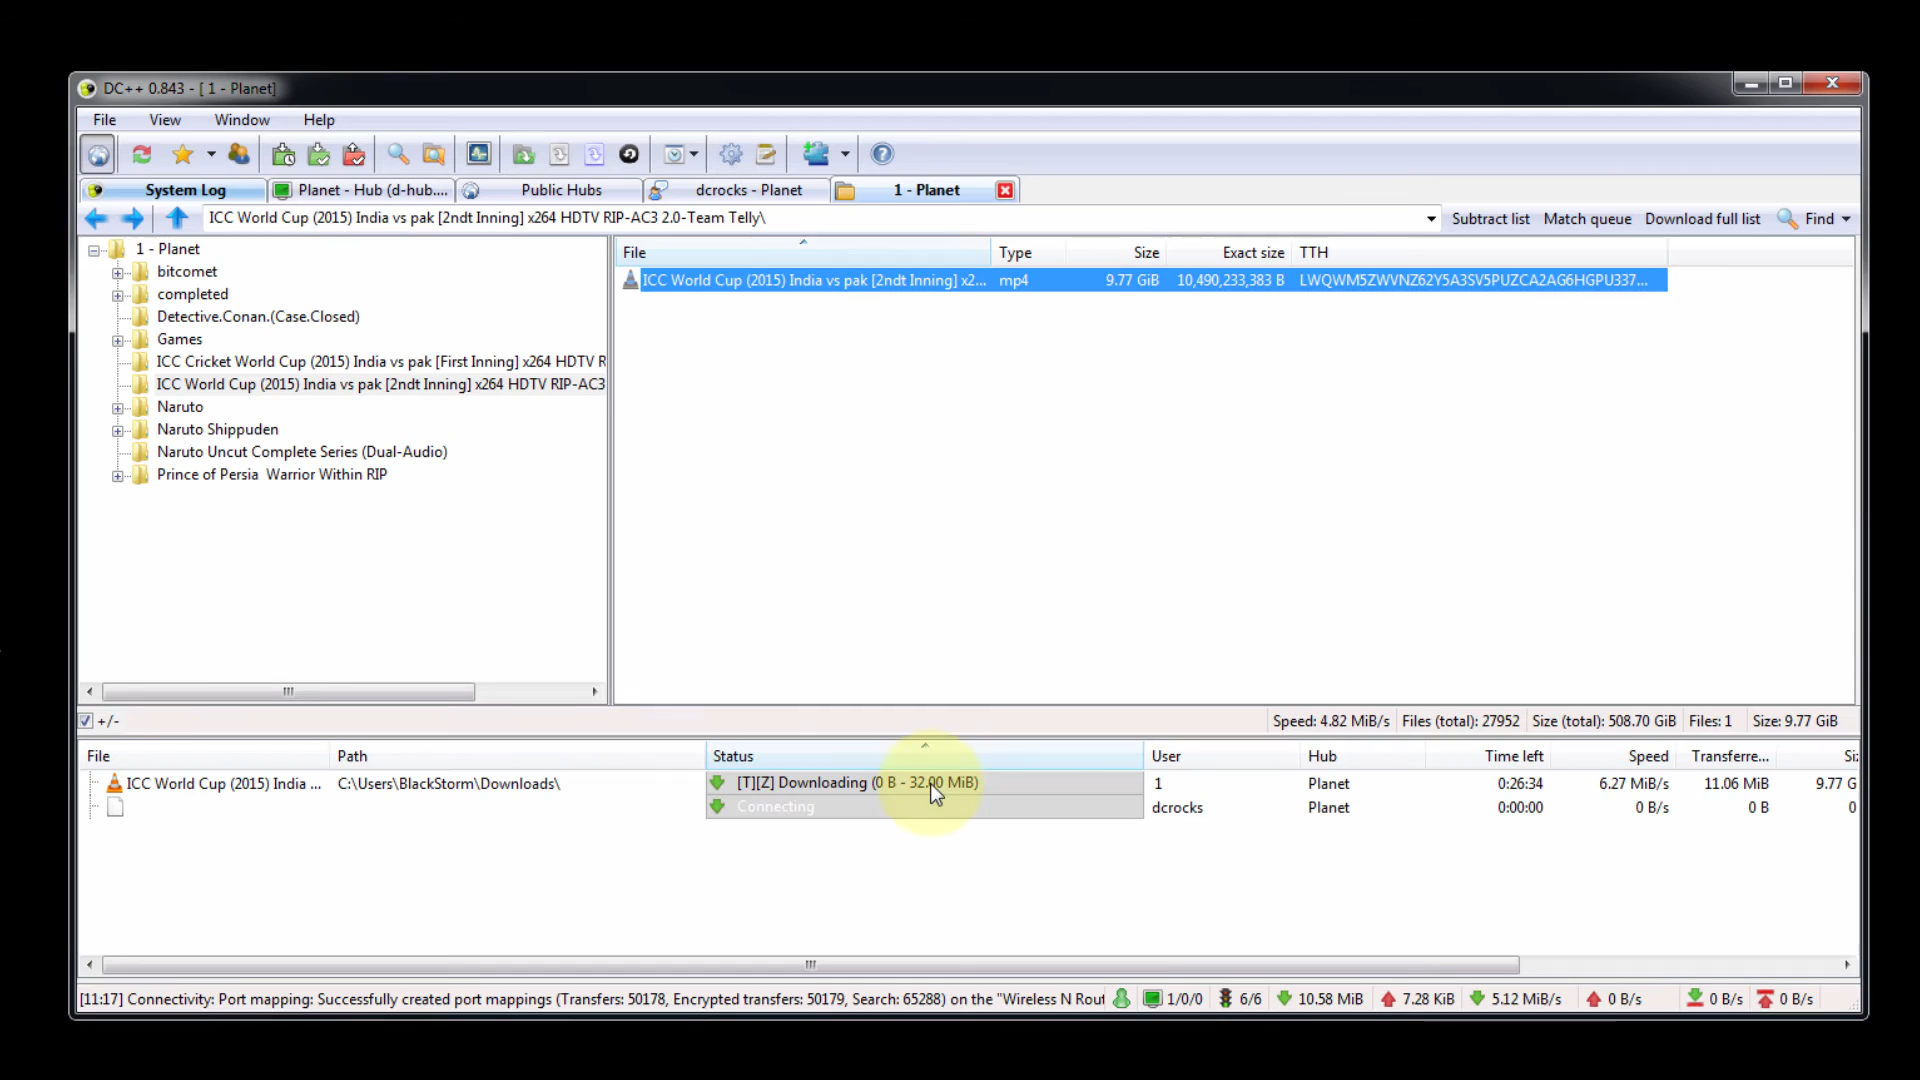 DC++ 0.843 - [ 1 - Planet]
File View Window Help
System Log Planet - Hub (d-hub.... Public Hubs dcrocks - Planet 1 - Planet
ICC World Cup (2015) India vs pak [2ndt Inning] x264 HDTV RIP-AC3 2.0-Team Telly\ Subtract list Match queue Download full list Find
1 - Planet
bitcomet
completed
Detective.Conan.(Case.Closed)
Games
ICC Cricket World Cup (2015) India vs pak [First Inning] x264 HDTV R
ICC World Cup (2015) India vs pak [2ndt Inning] x264 HDTV RIP-AC3
Naruto
Naruto Shippuden
Naruto Uncut Complete Series (Dual-Audio)
Prince of Persia  Warrior Within RIP
File Type Size Exact size TTH
ICC World Cup (2015) India vs pak [2ndt Inning] x2... mp4 9.77 GiB 10,490,233,383 B LWQWM5ZWVNZ62Y5A3SV5PUZCA2AG6HGPU337...
+/- Speed: 4.82 MiB/s Files (total): 27952 Size (total): 508.70 GiB Files: 1 Size: 9.77 GiB
File Path Status User Hub Time left Speed Transferre... Si
ICC World Cup (2015) India ... C:\Users\BlackStorm\Downloads\ [T][Z] Downloading (0 B - 32.00 MiB) 1 Planet 0:26:34 6.27 MiB/s 11.06 MiB 9.77 G
Connecting dcrocks Planet 0:00:00 0 B/s 0 B 0
[11:17] Connectivity: Port mapping: Successfully created port mappings (Transfers: 50178, Encrypted transfers: 50179, Search: 65288) on the "Wireless N Rout 1/0/0 6/6 10.58 MiB 7.28 KiB 5.12 MiB/s 0 B/s 0 B/s 0 B/s